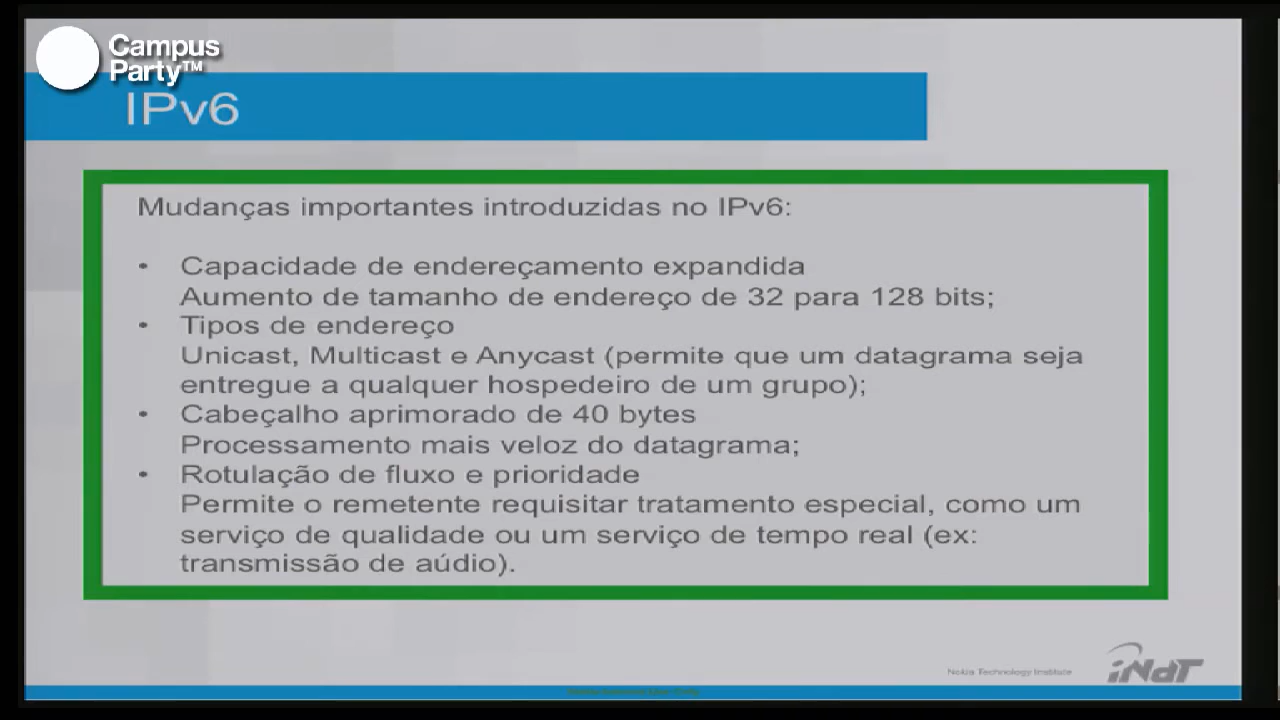 Campus
Party™
IPv6
Mudanças importantes introduzidas no IPv6:
• Capacidade de endereçamento expandida
Aumento de tamanho de endereço de 32 para 128 bits;
• Tipos de endereço
Unicast, Multicast e Anycast (permite que um datagrama seja
entregue a qualquer hospedeiro de um grupo);
• Cabeçalho aprimorado de 40 bytes
Processamento mais veloz do datagrama;
• Rotulação de fluxo e prioridade
Permite o remetente requisitar tratamento especial, como um
serviço de qualidade ou um serviço de tempo real (ex:
transmissão de aúdio).
Nokia Technology Institute
iNdT